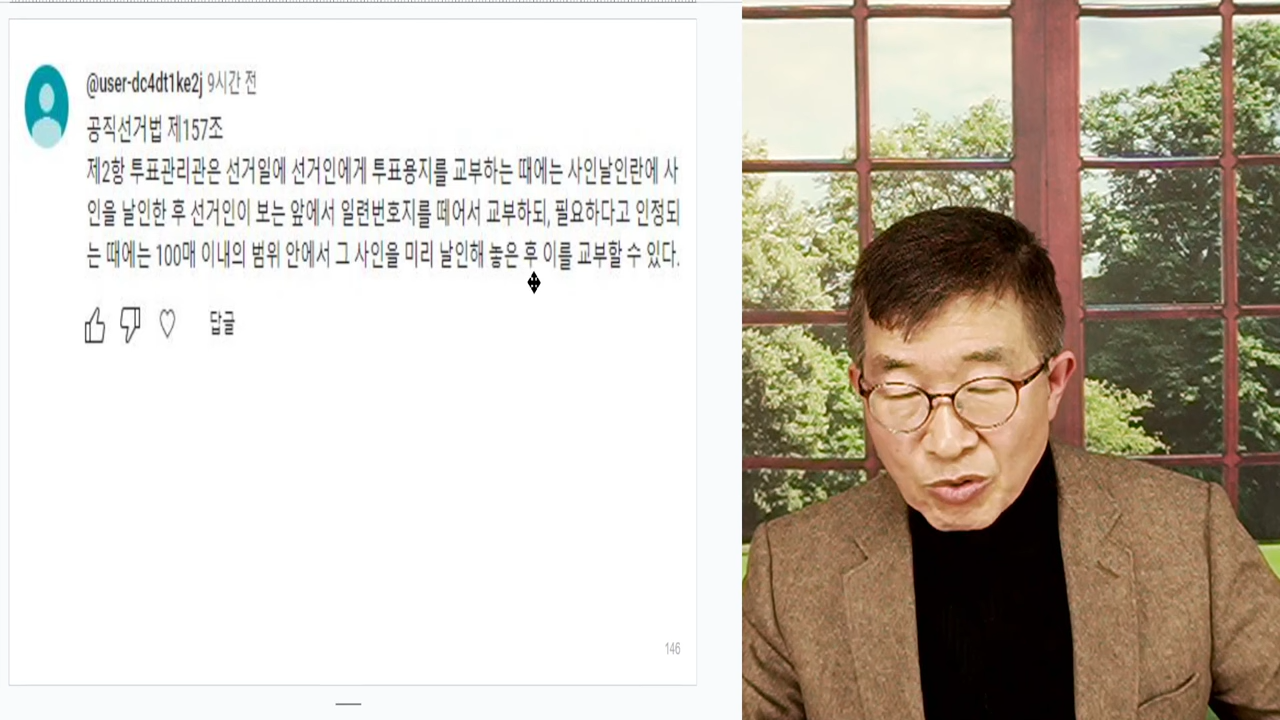 @user-dc4dt1ke2j 9시간 전
공직선거법 제157조
제2항 투표관리관은 선거일에 선거인에게 투표용지를 교부하는 때에는 사인날인란에 사
인을 날인한 후 선거인이 보는 앞에서 일련번호지를 떼어서 교부하되, 필요하다고 인정되
는 때에는 100매 이내의 범위 안에서 그 사인을 미리 날인해 놓은 후 이를 교부할 수 있다.
답글
146